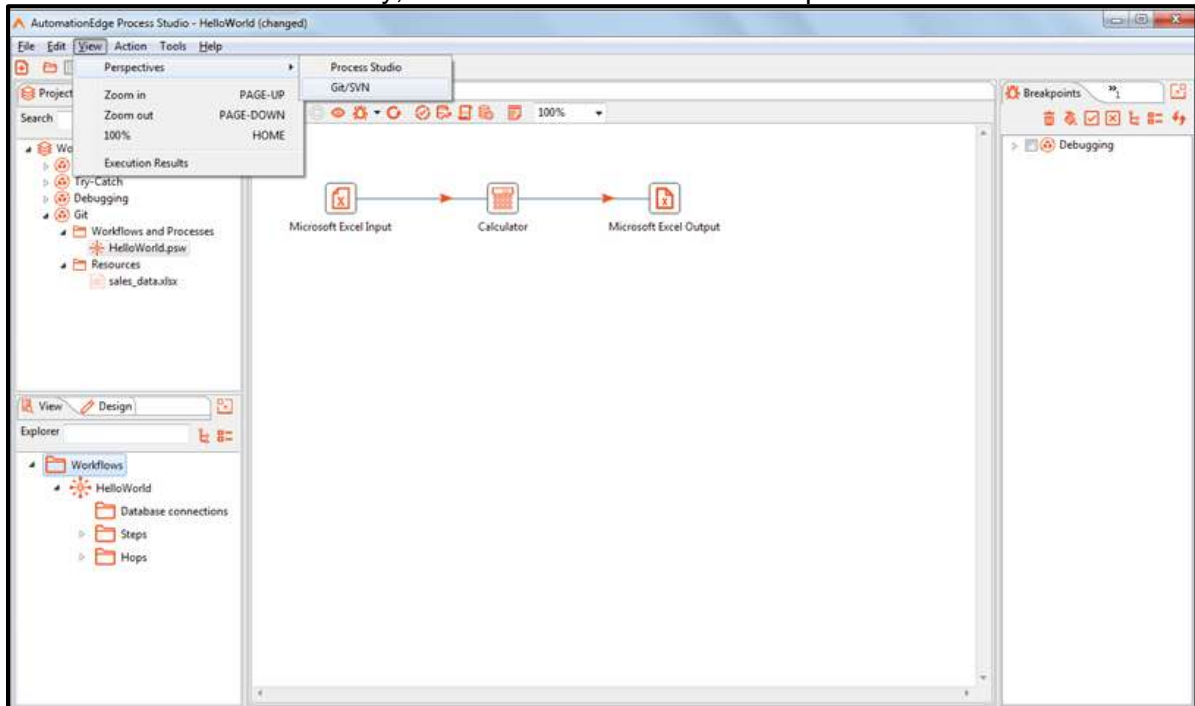 AutomationEdge Process Studio - HelloWorld (changed)
File Edit View Action Tools Help
Perspectives
Process Studio
Git/SVN
Zoom in PAGE-UP
Zoom out PAGE-DOWN
100% HOME
Execution Results
Project
Search
100%
Breakpoints "1
Debugging
Wo
Try-Catch
Debugging
Git
Workflows and Processes
HelloWorld.psw
Resources
sales_data.xlsx
Microsoft Excel Input
Calculator
Microsoft Excel Output
View Design
Explorer
Workflows
HelloWorld
Database connections
Steps
Hops